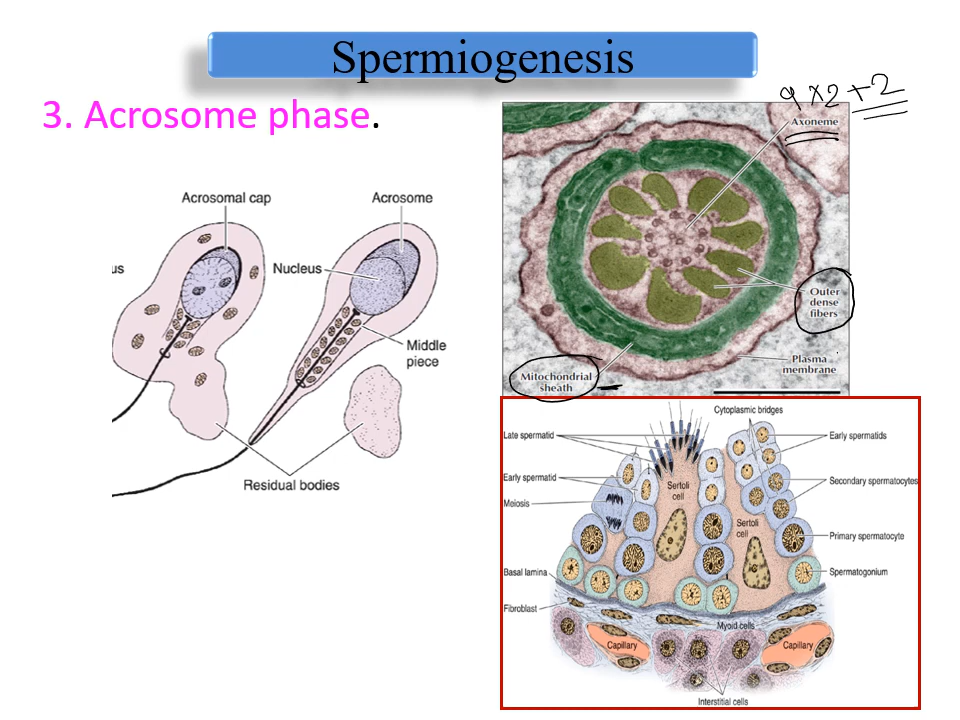 Spermiogenesis
3. Acrosome phase.
9 x 2 + 2
Axoneme
Outer
dense
fibers
Plasma
membrane
Mitochondrial
sheath
Acrosomal cap
Acrosome
us
Nucleus
Middle
piece
Residual bodies
Cytoplasmic bridges
Late spermatid
Early spermatids
Early spermatid
Sertoli
cell
Secondary spermatocytes
Meiosis
Sertoli
cell
Primary spermatocyte
Basal lamina
Spermatogonium
Fibroblast
Myoid cells
Capillary
Capillary
Interstitial cells